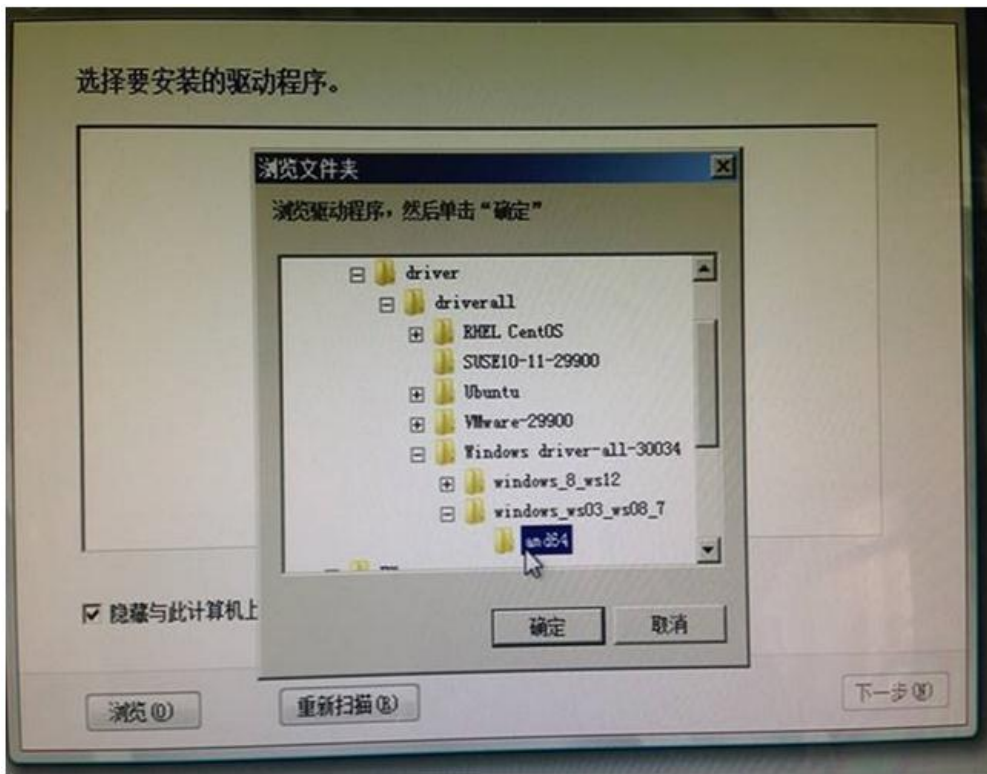 选择要安装的驱动程序。
浏览文件夹
浏览驱动程序，然后单击“确定”
driver
driverall
RHEL CentOS
SUSE10-11-29900
Ubuntu
VMware-29900
Windows driver-all-30034
windows_8_ws12
windows_ws03_ws08_7
amd64
隐藏与此计算机上
确定 取消
浏览(O) 重新扫描(R) 下一步(N)